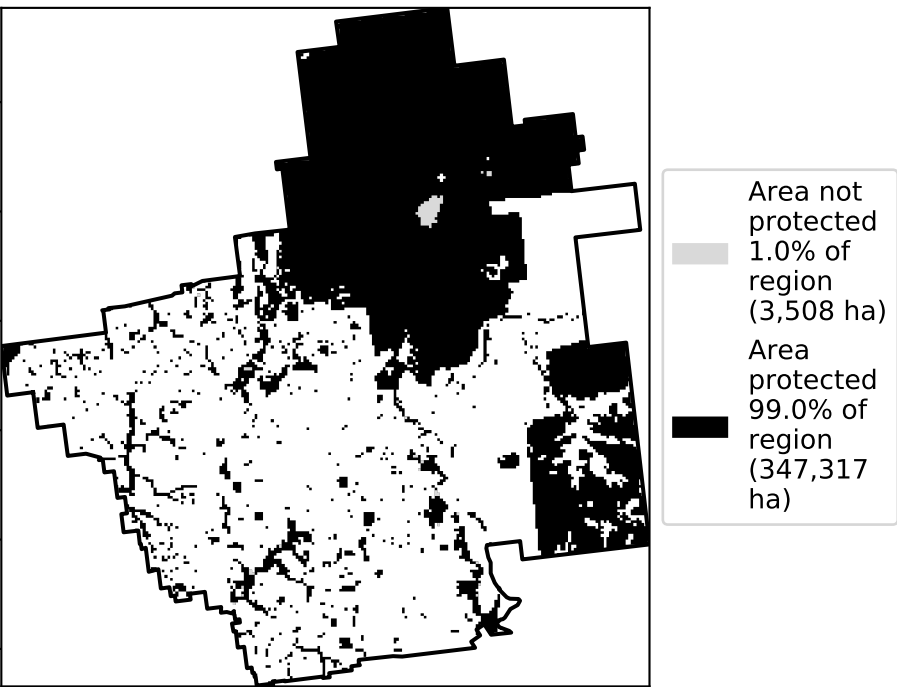 Area not
protected
1.0% of
region
(3,508 ha)
Area
protected
99.0% of
region
(347,317
ha)